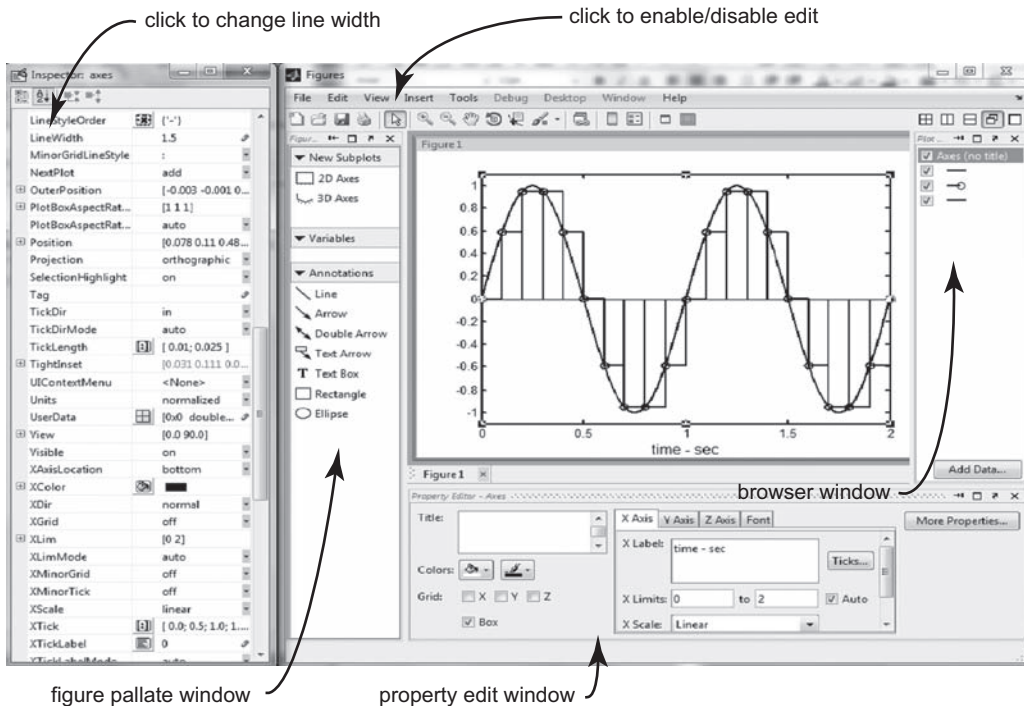 click to change line width
click to enable/disable edit
Inspector: axes
LineStyleOrder {'-'}
LineWidth 1.5
MinorGridLineStyle :
NextPlot add
OuterPosition [-0.003 -0.001 0...
PlotBoxAspectRat... [1 1 1]
PlotBoxAspectRat... auto
Position [0.078 0.11 0.48...
Projection orthographic
SelectionHighlight on
Tag
TickDir in
TickDirMode auto
TickLength [ 0.01; 0.025 ]
TightInset [0.031 0.111 0.0...
UIContextMenu <None>
Units normalized
UserData [0x0 double...
View [0.0 90.0]
Visible on
XAxisLocation bottom
XColor
XDir normal
XGrid off
XLim [0 2]
XLimMode auto
XMinorGrid off
XMinorTick off
XScale linear
XTick [ 0.0; 0.5; 1.0; 1....
XTickLabel 0
XTickLabelMode auto
Figures
File Edit View Insert Tools Debug Desktop Window Help
Figur...
New Subplots
2D Axes
3D Axes
Variables
Annotations
Line
Arrow
Double Arrow
Text Arrow
T Text Box
Rectangle
Ellipse
Figure 1
1
0.8
0.6
0.4
0.2
0
-0.2
-0.4
-0.6
-0.8
-1
0 0.5 1 1.5 2
time - sec
Plot ...
Axes (no title)
Add Data...
Figure 1
browser window
Property Editor - Axes
Title:
Colors:
Grid: X Y Z
Box
X Axis Y Axis Z Axis Font
X Label: time - sec
Ticks...
X Limits: 0 to 2 Auto
X Scale: Linear
More Properties...
figure pallate window
property edit window